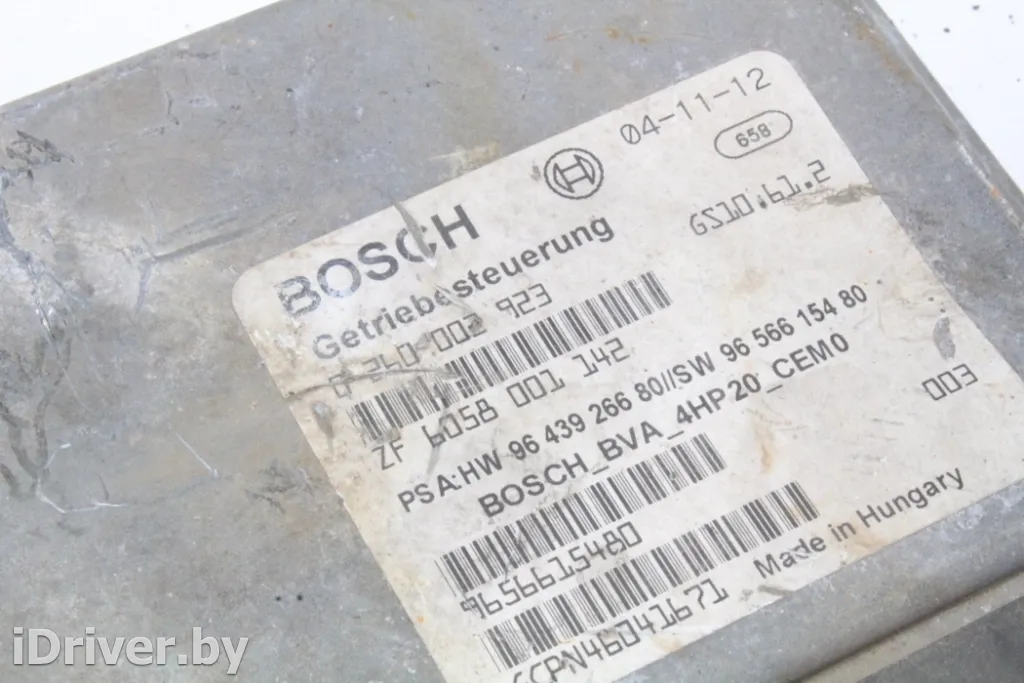 04-11-12
658
BOSCH
GS10.61.2
Getriebesteuerung
0 260 002 923
ZF 6058 001 142
PSA:HW 96 439 266 80//SW 96 566 154 80
BOSCH_BVA_4HP20_CEM0
003
9656615480
Made in Hungary
GCPN46041671
iDriver.by